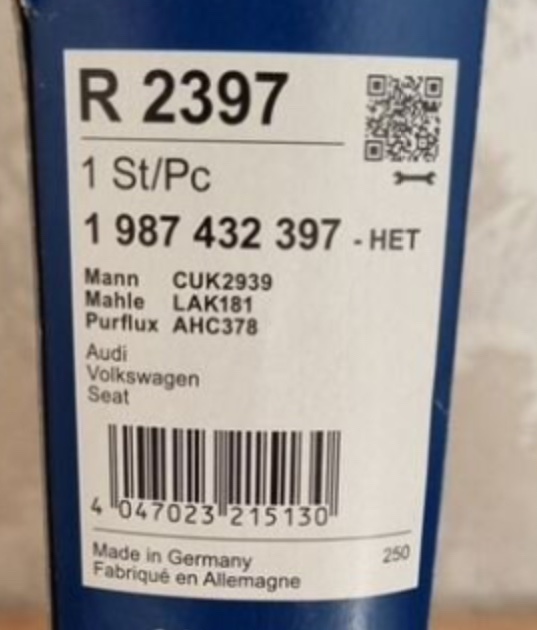 R 2397
1 St/Pc
1 987 432 397 - HET
Mann CUK2939
Mahle LAK181
Purflux AHC378
Audi
Volkswagen
Seat
4 047023 215130
Made in Germany 250
Fabriqué en Allemagne